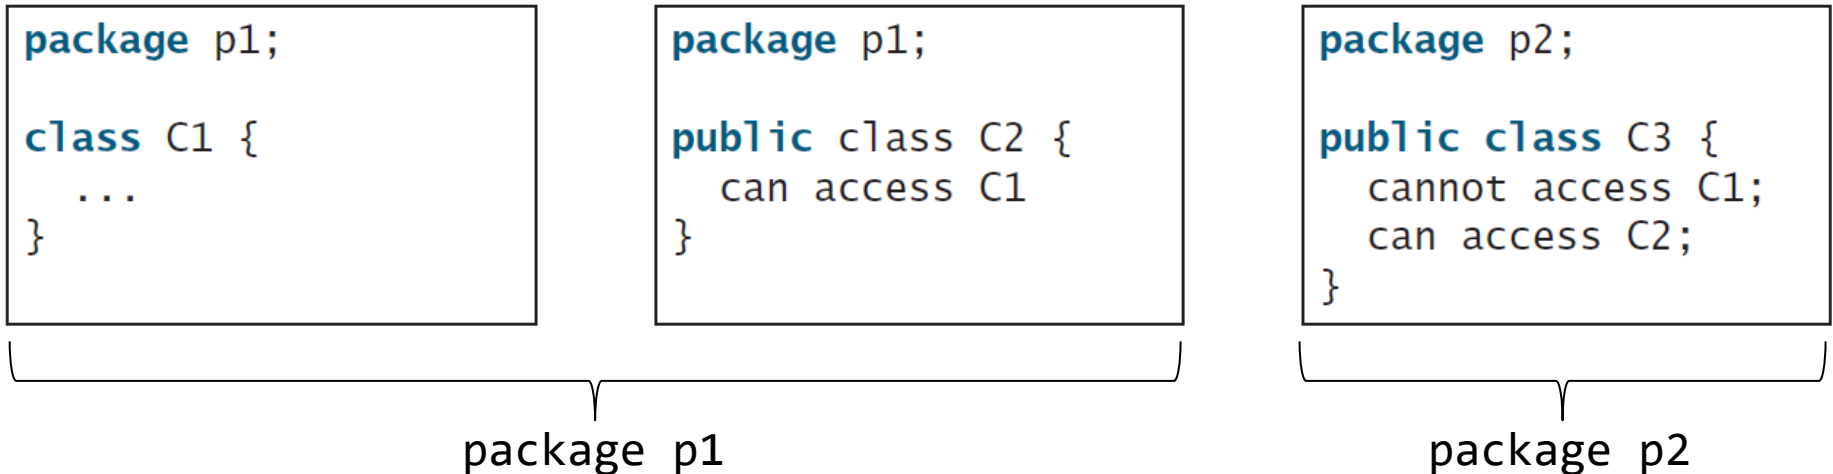 package p1;
class C1 {
...
}
package p1;
public class C2 {
can access C1
}
package p2;
public class C3 {
cannot access C1;
can access C2;
}
package p1
package p2